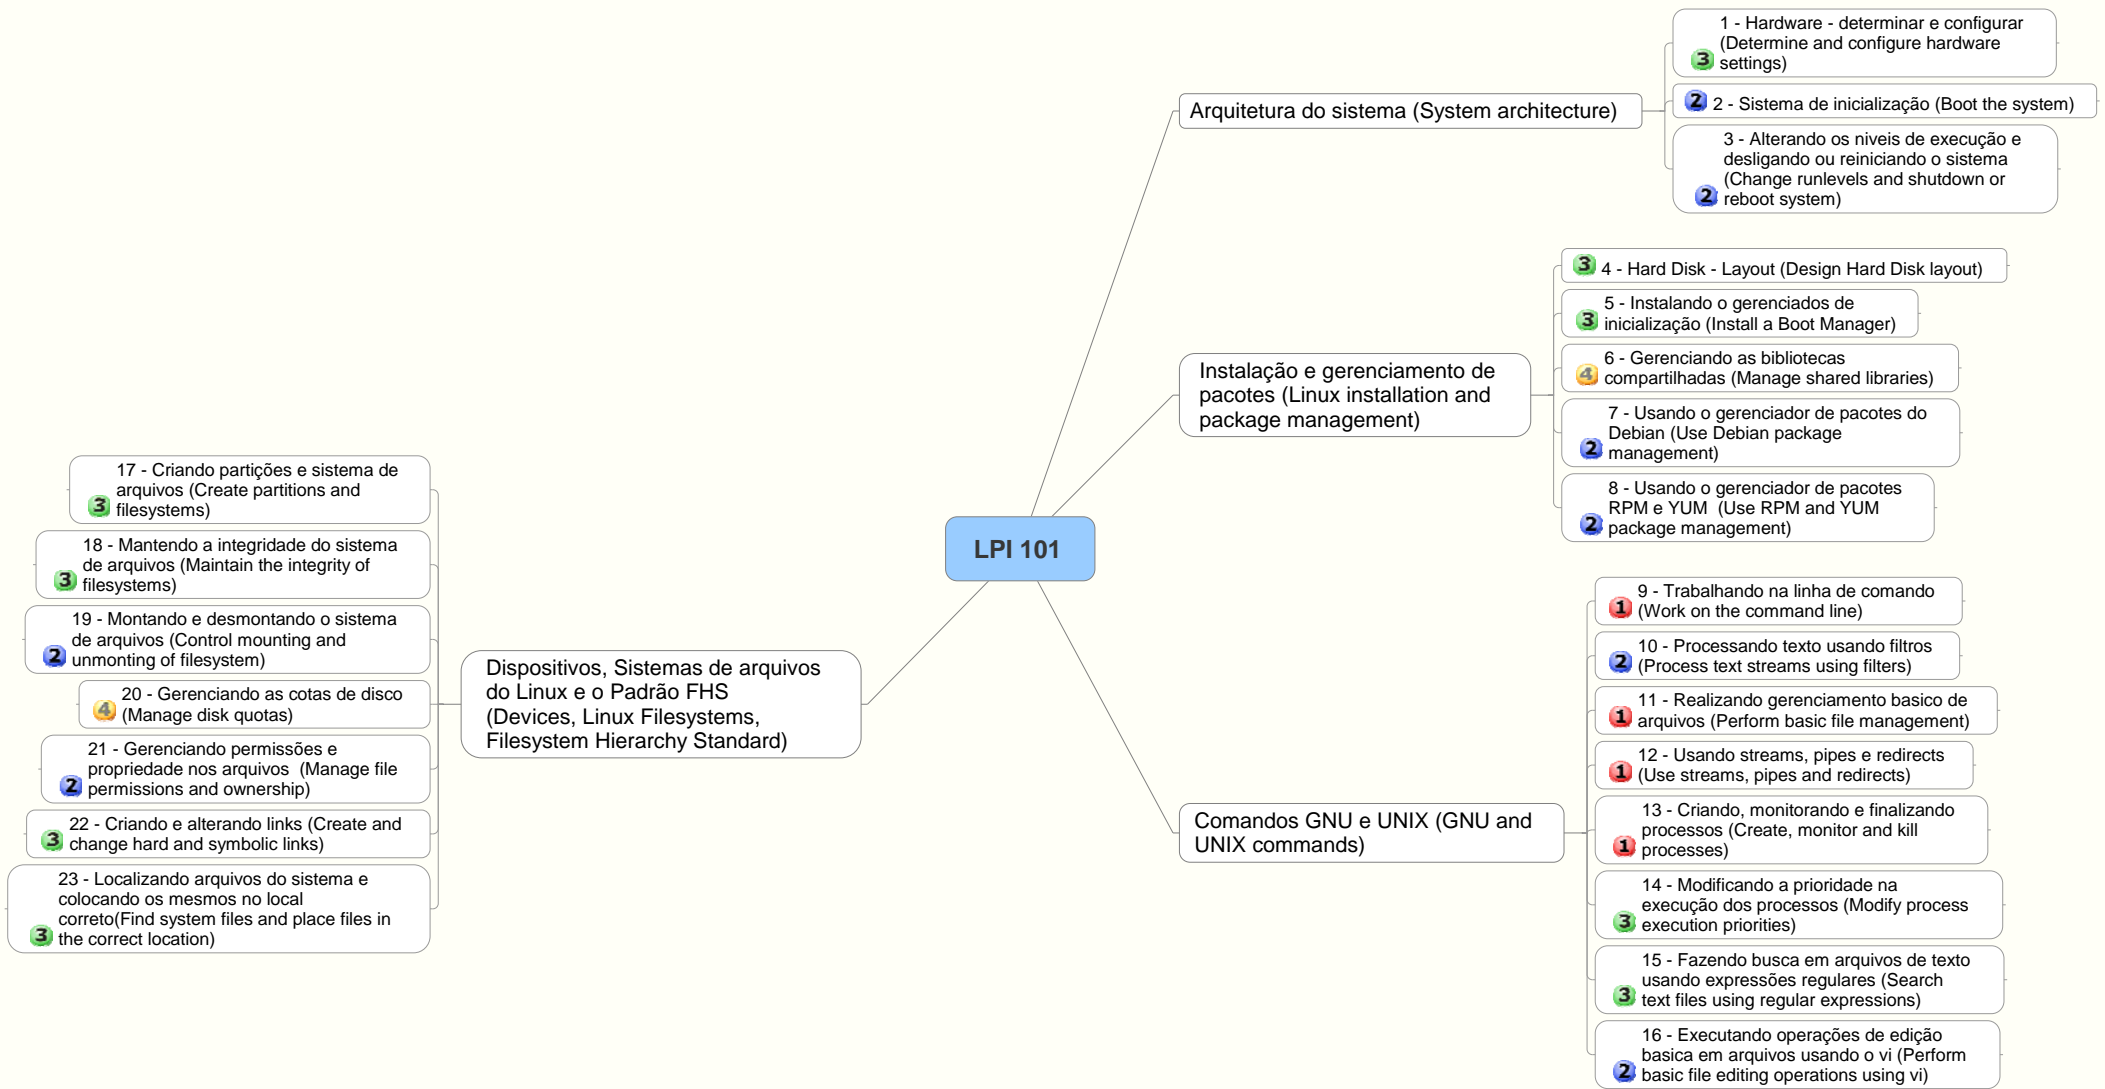 LPI 101
Arquitetura do sistema (System architecture)
1 - Hardware - determinar e configurar
(Determine and configure hardware
3
settings)
2
2 - Sistema de inicialização (Boot the system)
3 - Alterando os niveis de execução e
desligando ou reiniciando o sistema
(Change runlevels and shutdown or
2
reboot system)
Instalação e gerenciamento de
pacotes (Linux installation and
package management)
3
4 - Hard Disk - Layout (Design Hard Disk layout)
5 - Instalando o gerenciados de
3
inicialização (Install a Boot Manager)
6 - Gerenciando as bibliotecas
4
compartilhadas (Manage shared libraries)
7 - Usando o gerenciador de pacotes do
Debian (Use Debian package
2
management)
8 - Usando o gerenciador de pacotes
RPM e YUM  (Use RPM and YUM
2
package management)
Comandos GNU e UNIX (GNU and
UNIX commands)
9 - Trabalhando na linha de comando
1
(Work on the command line)
10 - Processando texto usando filtros
2
(Process text streams using filters)
11 - Realizando gerenciamento basico de
1
arquivos (Perform basic file management)
12 - Usando streams, pipes e redirects
1
(Use streams, pipes and redirects)
13 - Criando, monitorando e finalizando
processos (Create, monitor and kill
1
processes)
14 - Modificando a prioridade na
execução dos processos (Modify process
3
execution priorities)
15 - Fazendo busca em arquivos de texto
usando expressões regulares (Search
3
text files using regular expressions)
16 - Executando operações de edição
basica em arquivos usando o vi (Perform
2
basic file editing operations using vi)
Dispositivos, Sistemas de arquivos
do Linux e o Padrão FHS
(Devices, Linux Filesystems,
Filesystem Hierarchy Standard)
17 - Criando partições e sistema de
arquivos (Create partitions and
3
filesystems)
18 - Mantendo a integridade do sistema
de arquivos (Maintain the integrity of
3
filesystems)
19 - Montando e desmontando o sistema
de arquivos (Control mounting and
2
unmonting of filesystem)
20 - Gerenciando as cotas de disco
4
(Manage disk quotas)
21 - Gerenciando permissões e
propriedade nos arquivos  (Manage file
2
permissions and ownership)
22 - Criando e alterando links (Create and
3
change hard and symbolic links)
23 - Localizando arquivos do sistema e
colocando os mesmos no local
correto(Find system files and place files in
3
the correct location)